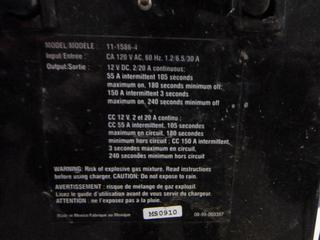 MODEL/MODELE : 11-1586-4
Input/Entrée : CA 120 V AC, 60 Hz. 1.2/6.5/30 A
Output:Sortie : 12 V DC. 2/20 A continuous;
55 A intermittent 105 seconds
maximum on, 180 seconds minimum off;
150 A intermittent 3 seconds
maximum on, 240 seconds minimum off
CC 12 V, 2 et 20 A continu ;
CC 55 A intermittent, 105 secondes
maximum en circuit, 180 secondes
minimum hors circuit ; CC 150 A intermittent,
3 secondes maximum en circuit,
240 secondes minimum hors circuit
WARNING: Risk of explosive gas mixture. Read instructions
before using charger. CAUTION: Do not expose to rain.
AVERTISSEMENT : risque de mélange de gaz explosif.
Lisez le guide d'utilisation avant de vous servir du chargeur.
ATTENTION : ne l'exposez pas à la pluie.
Made in Mexico Fabriqué au Mexique
MS0910